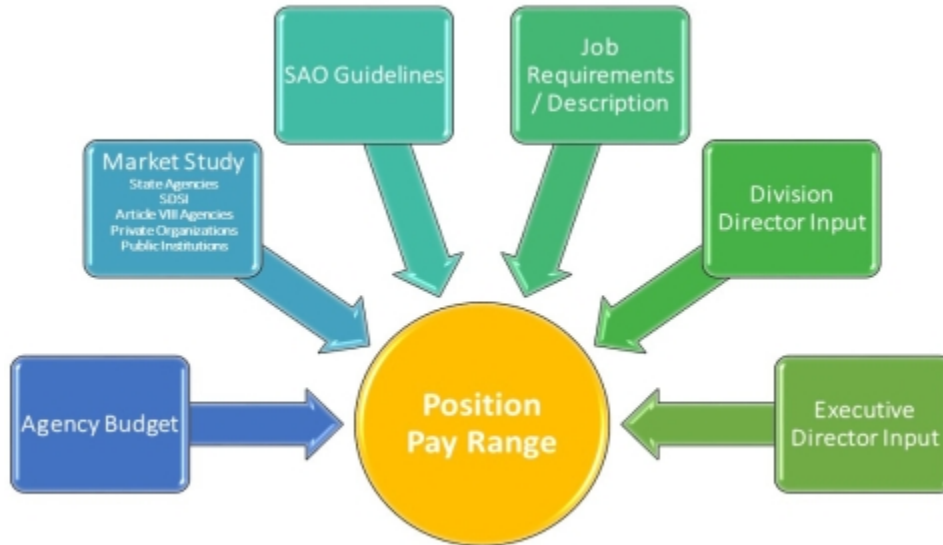 SAO Guidelines
Job
Requirements
/ Description
Market Study
State Agencies
SDSI
Article VIII Agencies
Private Organizations
Public Institutions
Division
Director Input
Agency Budget
Position
Pay Range
Executive
Director Input